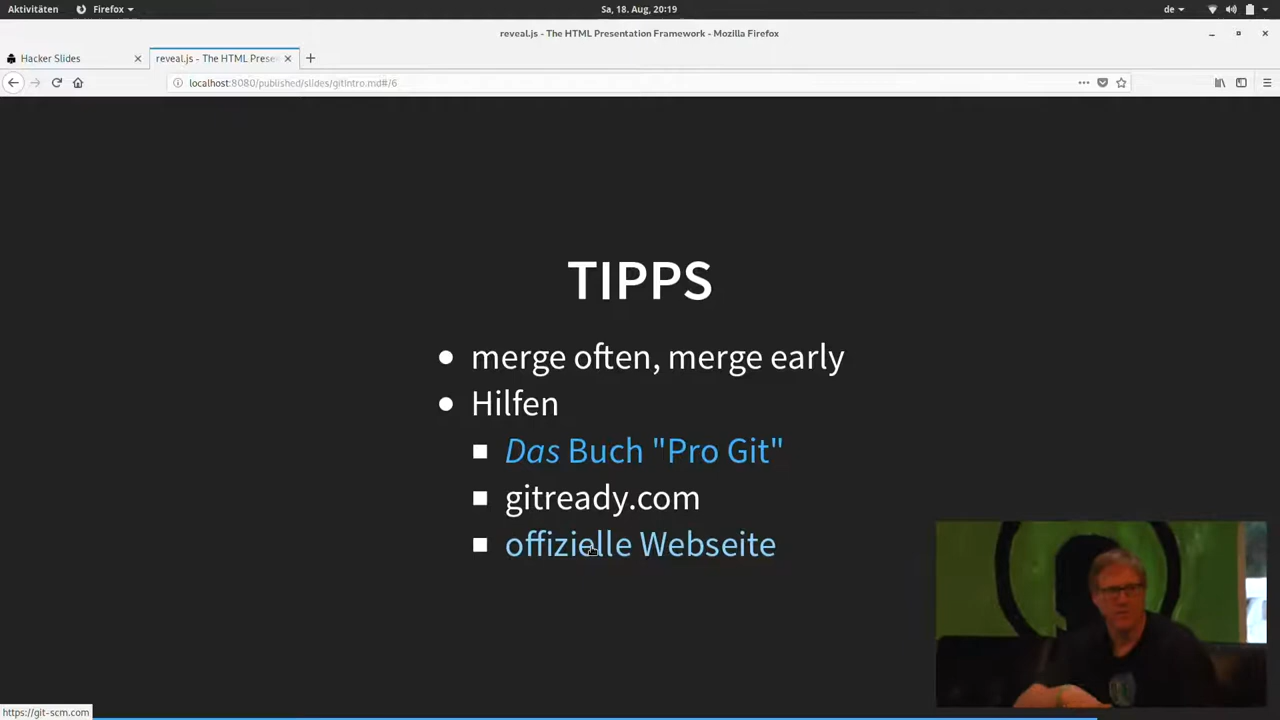 Aktivitäten Firefox Sa, 18. Aug, 20:19 de
reveal.js - The HTML Presentation Framework - Mozilla Firefox
Hacker Slides reveal.js - The HTML Prese
localhost:8080/published/slides/gitintro.md#/6
TIPPS
merge often, merge early
Hilfen
Das Buch "Pro Git"
gitready.com
offizielle Webseite
https://git-scm.com